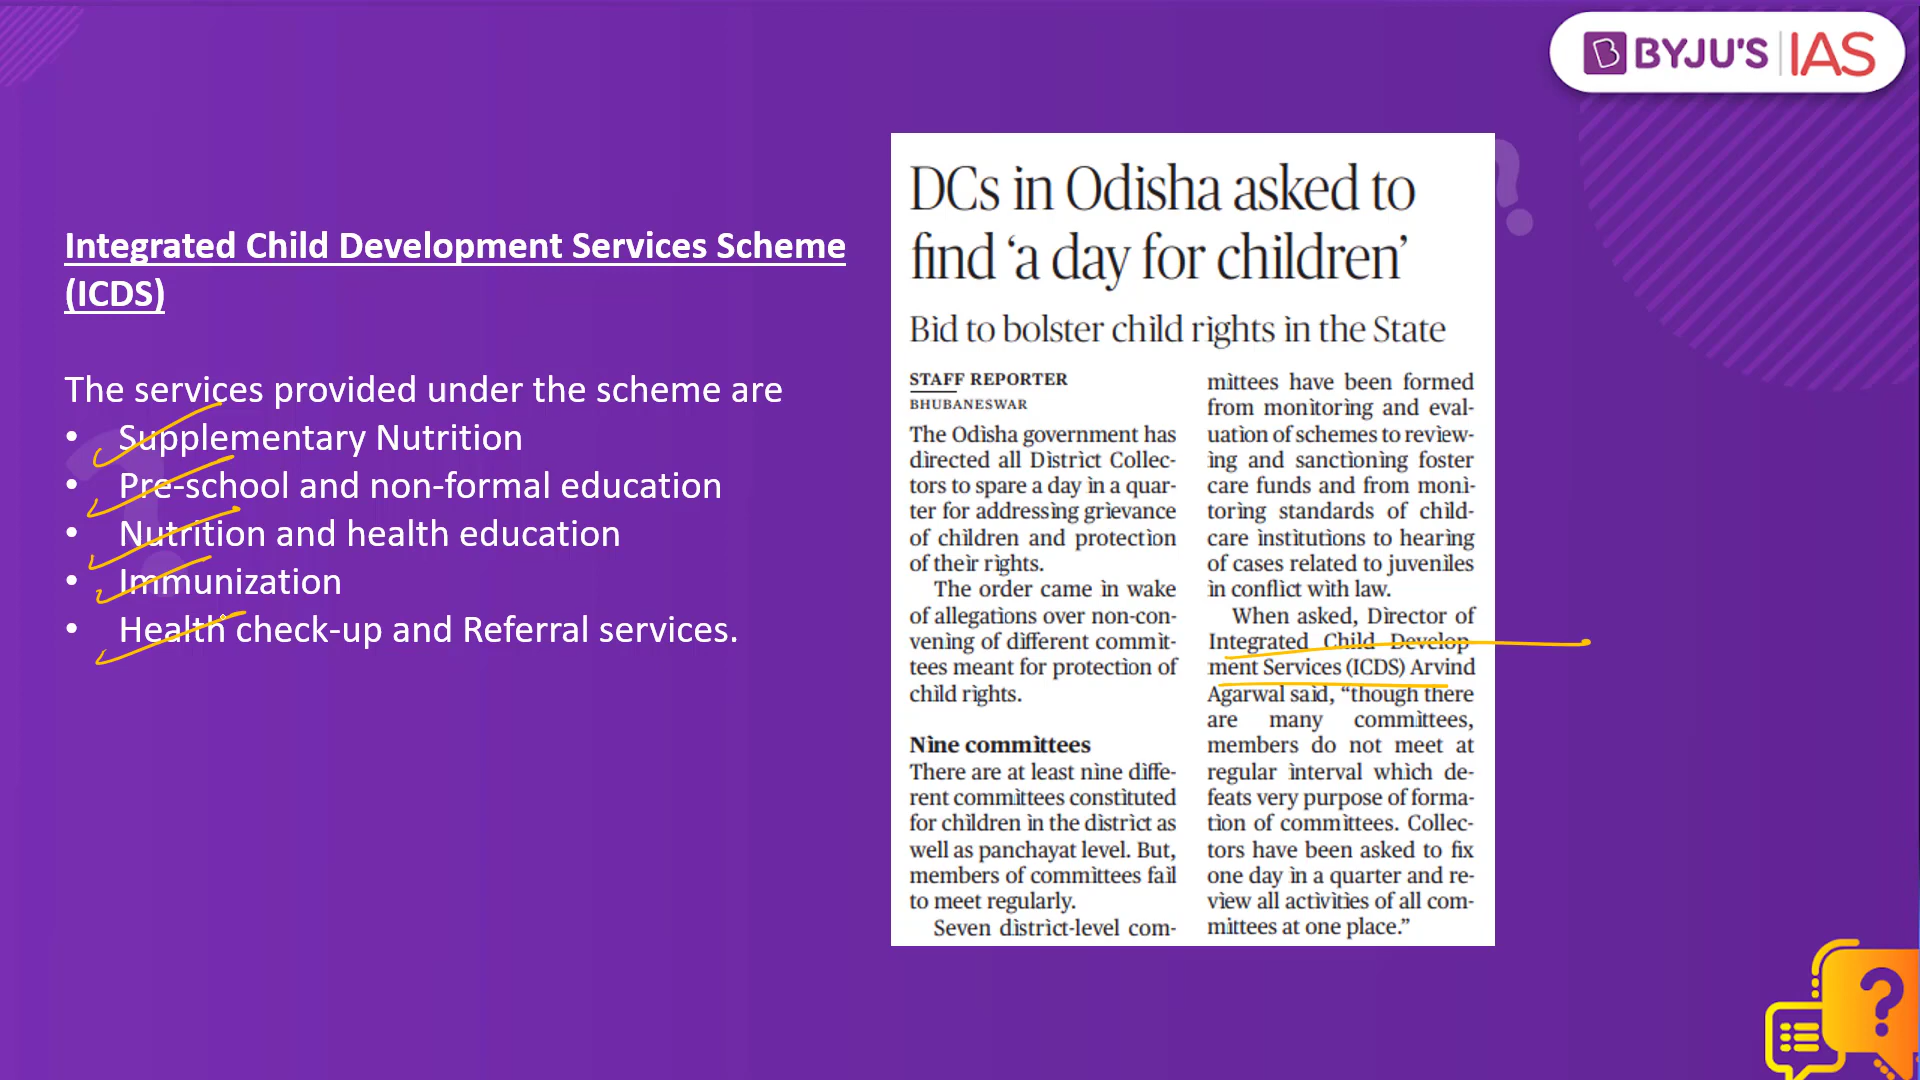 BYJU'S IAS
Integrated Child Development Services Scheme
(ICDS)
The services provided under the scheme are
• Supplementary Nutrition
• Pre-school and non-formal education
• Nutrition and health education
• Immunization
• Health check-up and Referral services.
DCs in Odisha asked to
find ‘a day for children’
Bid to bolster child rights in the State
STAFF REPORTER
BHUBANESWAR
The Odisha government has
directed all District Collec-
tors to spare a day in a quar-
ter for addressing grievance
of children and protection
of their rights.
The order came in wake
of allegations over non-con-
vening of different commit-
tees meant for protection of
child rights.
Nine committees
There are at least nine diffe-
rent committees constituted
for children in the district as
well as panchayat level. But,
members of committees fail
to meet regularly.
Seven district-level com-
mittees have been formed
from monitoring and eval-
uation of schemes to review-
ing and sanctioning foster
care funds and from moni-
toring standards of child-
care institutions to hearing
of cases related to juveniles
in conflict with law.
When asked, Director of
Integrated Child Develop-
ment Services (ICDS) Arvind
Agarwal said, “though there
are many committees,
members do not meet at
regular interval which de-
feats very purpose of forma-
tion of committees. Collec-
tors have been asked to fix
one day in a quarter and re-
view all activities of all com-
mittees at one place.”